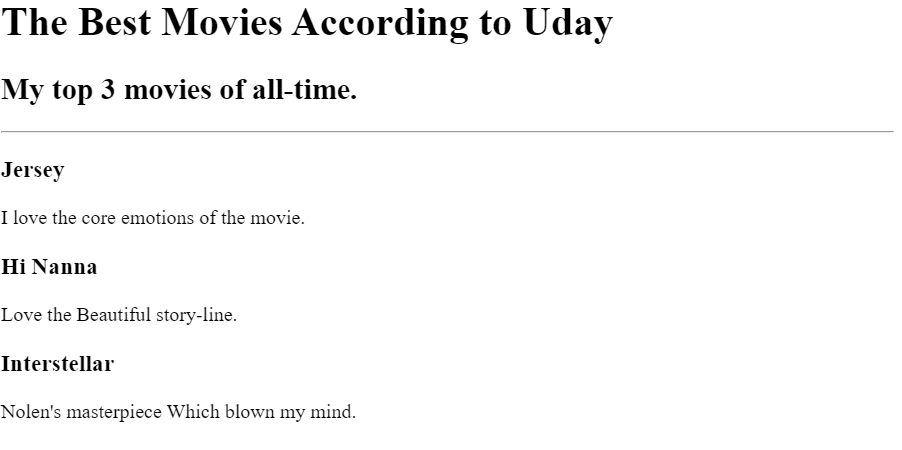 The Best Movies According to Uday
My top 3 movies of all-time.
Jersey
I love the core emotions of the movie.
Hi Nanna
Love the Beautiful story-line.
Interstellar
Nolen's masterpiece Which blown my mind.